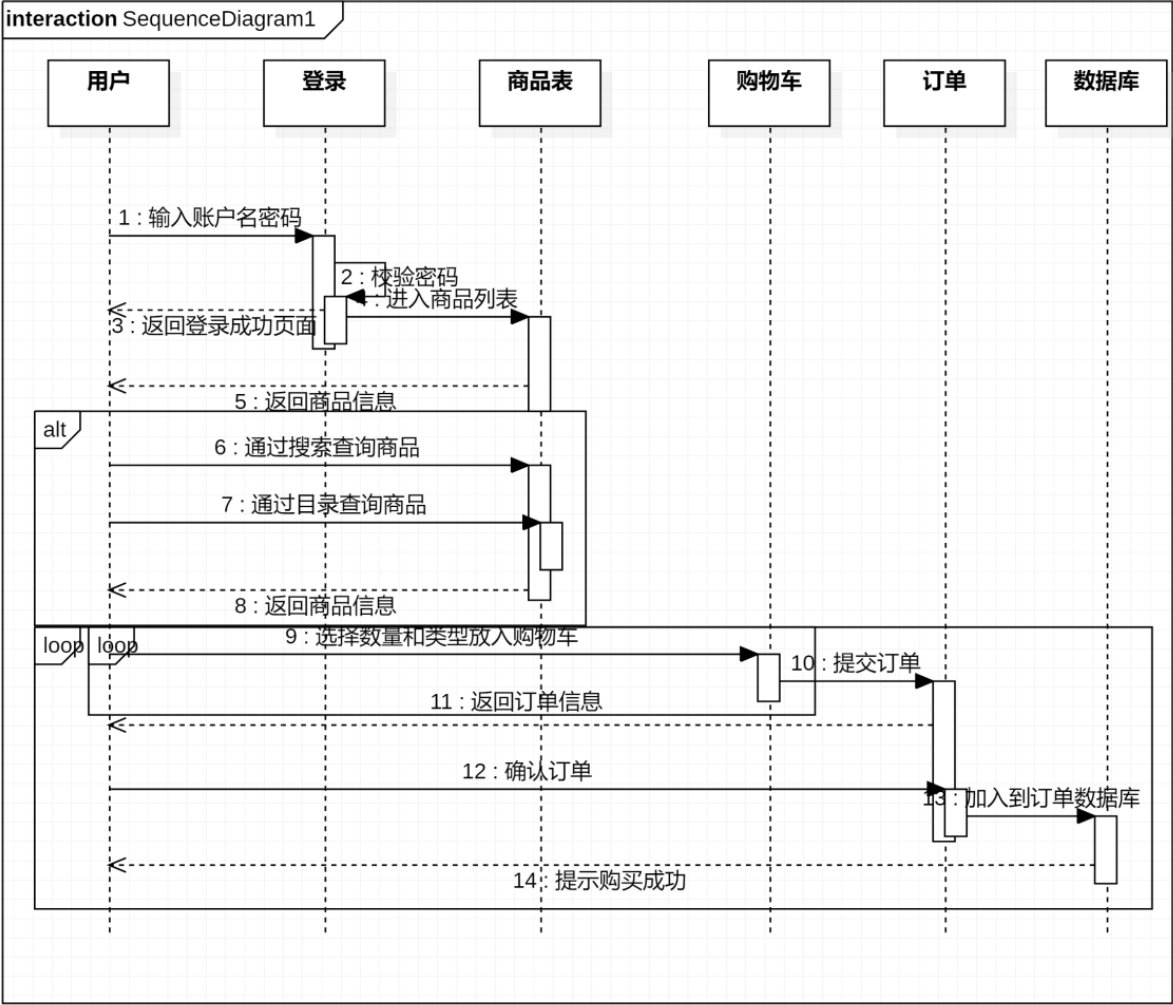 interaction SequenceDiagram1
用户 登录 商品表 购物车 订单 数据库
1 : 输入账户名密码
2 : 校验密码
4 : 进入商品列表
3 : 返回登录成功页面
5 : 返回商品信息
alt
6 : 通过搜索查询商品
7 : 通过目录查询商品
8 : 返回商品信息
loop loop 9 : 选择数量和类型放入购物车
10 : 提交订单
11 : 返回订单信息
12 : 确认订单
13 : 加入到订单数据库
14 : 提示购买成功